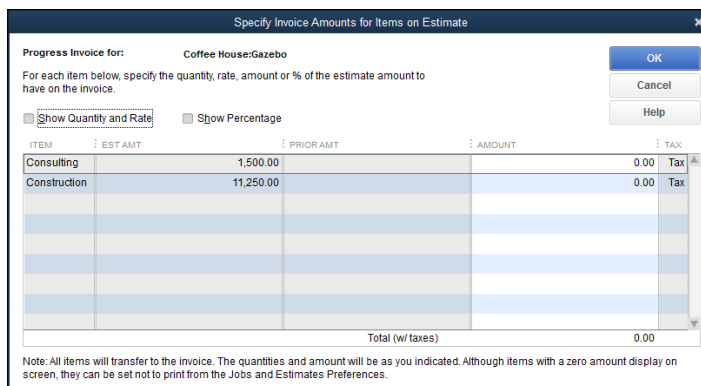 Specify Invoice Amounts for Items on Estimate
Progress Invoice for: Coffee House:Gazebo
OK
For each item below, specify the quantity, rate, amount or % of the estimate amount to
have on the invoice.
Cancel
Help
Show Quantity and Rate Show Percentage
ITEM EST AMT PRIOR AMT AMOUNT TAX
Consulting 1,500.00 0.00 Tax
Construction 11,250.00 0.00 Tax
Total (w/ taxes) 0.00
Note: All items will transfer to the invoice. The quantities and amount will be as you indicated. Although items with a zero amount display on
screen, they can be set not to print from the Jobs and Estimates Preferences.